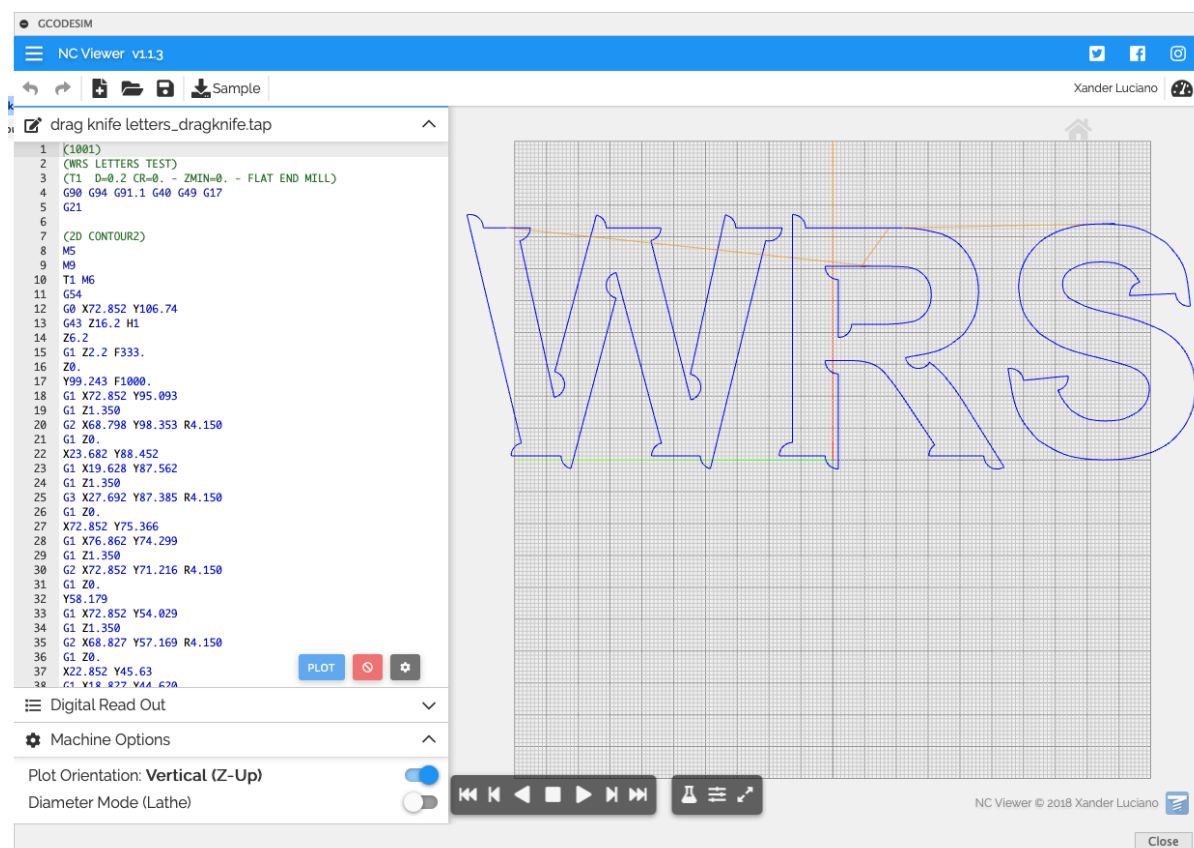 GCODESIM
NC Viewer v1.1.3
Sample
Xander Luciano
drag knife letters_dragknife.tap
1 (1001)
2 (WRS LETTERS TEST)
3 (T1 D=0.2 CR=0. - ZMIN=0. - FLAT END MILL)
4 G90 G94 G91.1 G40 G49 G17
5 G21
6
7 (2D CONTOUR2)
8 M5
9 M9
10 T1 M6
11 G54
12 G0 X72.852 Y106.74
13 G43 Z16.2 H1
14 Z6.2
15 G1 Z2.2 F333.
16 Z0.
17 Y99.243 F1000.
18 G1 X72.852 Y95.093
19 G1 Z1.350
20 G2 X68.798 Y98.353 R4.150
21 G1 Z0.
22 X23.682 Y88.452
23 G1 X19.628 Y87.562
24 G1 Z1.350
25 G3 X27.692 Y87.385 R4.150
26 G1 Z0.
27 X72.852 Y75.366
28 G1 X76.862 Y74.299
29 G1 Z1.350
30 G2 X72.852 Y71.216 R4.150
31 G1 Z0.
32 Y58.179
33 G1 X72.852 Y54.029
34 G1 Z1.350
35 G2 X68.827 Y57.169 R4.150
36 G1 Z0.
37 X22.852 Y45.63
38 G1 X18.827 Y44.620
PLOT
WRS
Digital Read Out
Machine Options
Plot Orientation: Vertical (Z-Up)
Diameter Mode (Lathe)
NC Viewer © 2018 Xander Luciano
Close